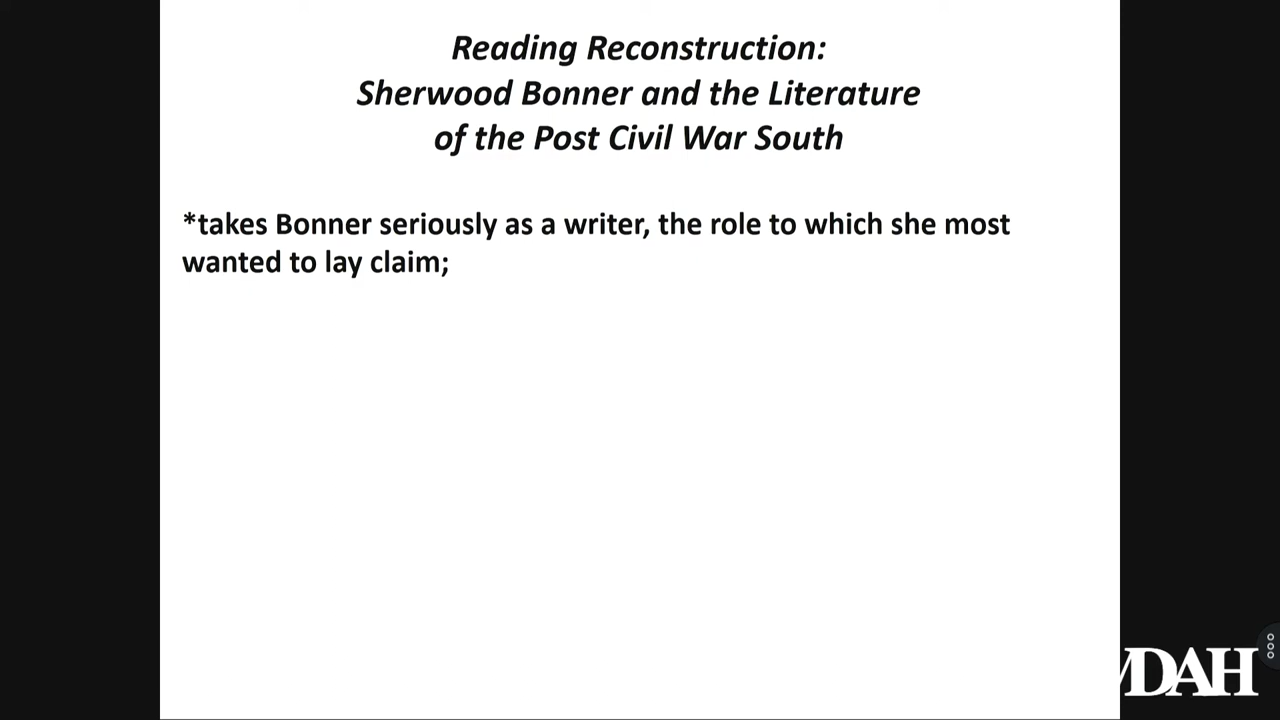 Reading Reconstruction:
Sherwood Bonner and the Literature
of the Post Civil War South
*takes Bonner seriously as a writer, the role to which she most
wanted to lay claim;
MDAH